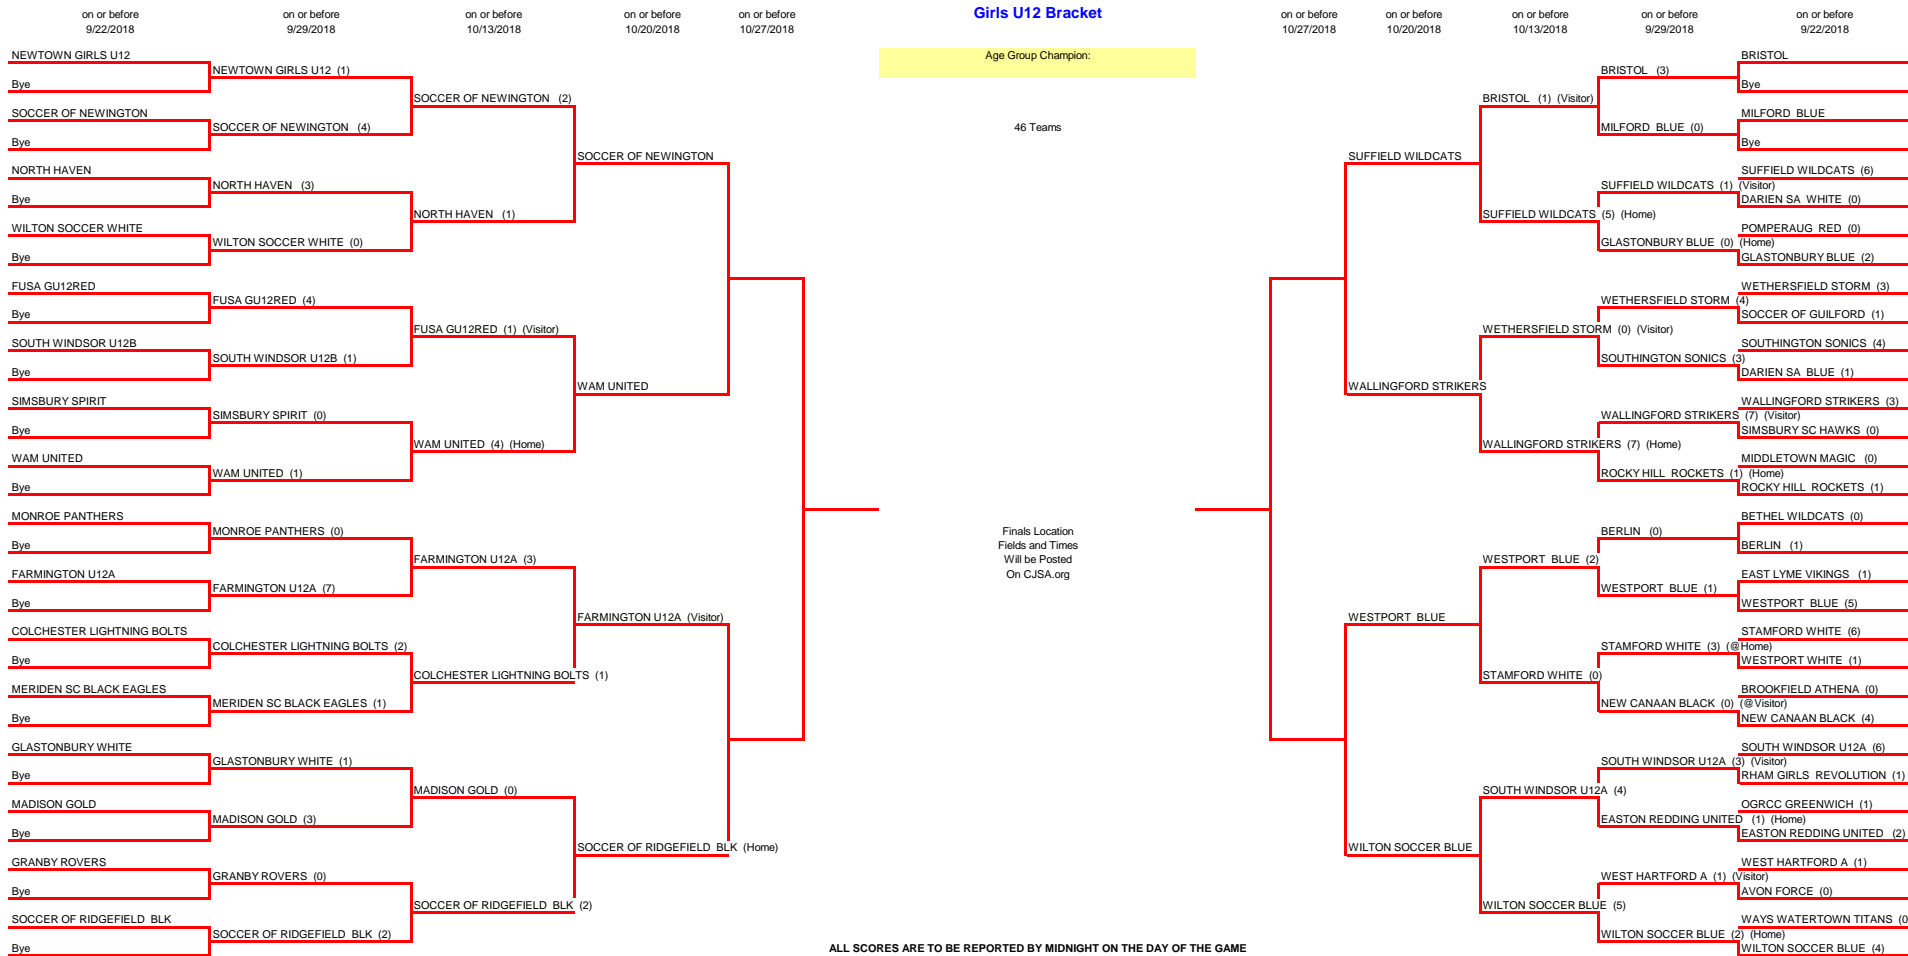 Girls U12 Bracket
on or before
9/22/2018
on or before
9/29/2018
on or before
10/13/2018
on or before
10/20/2018
on or before
10/27/2018
on or before
10/27/2018
on or before
10/20/2018
on or before
10/13/2018
on or before
9/29/2018
on or before
9/22/2018
Age Group Champion:
46 Teams
Finals Location
Fields and Times
Will be Posted
On CJSA.org
NEWTOWN GIRLS U12
Bye
SOCCER OF NEWINGTON
Bye
NORTH HAVEN
Bye
WILTON SOCCER WHITE
Bye
FUSA GU12RED
Bye
SOUTH WINDSOR U12B
Bye
SIMSBURY SPIRIT
Bye
WAM UNITED
Bye
MONROE PANTHERS
Bye
FARMINGTON U12A
Bye
COLCHESTER LIGHTNING BOLTS
Bye
MERIDEN SC BLACK EAGLES
Bye
GLASTONBURY WHITE
Bye
MADISON GOLD
Bye
GRANBY ROVERS
Bye
SOCCER OF RIDGEFIELD BLK
Bye
NEWTOWN GIRLS U12 (1)
SOCCER OF NEWINGTON (4)
NORTH HAVEN (3)
WILTON SOCCER WHITE (0)
FUSA GU12RED (4)
SOUTH WINDSOR U12B (1)
SIMSBURY SPIRIT (0)
WAM UNITED (1)
MONROE PANTHERS (0)
FARMINGTON U12A (7)
COLCHESTER LIGHTNING BOLTS (2)
MERIDEN SC BLACK EAGLES (1)
GLASTONBURY WHITE (1)
MADISON GOLD (3)
GRANBY ROVERS (0)
SOCCER OF RIDGEFIELD BLK (2)
SOCCER OF NEWINGTON (2)
NORTH HAVEN (1)
FUSA GU12RED (1) (Visitor)
WAM UNITED (4) (Home)
FARMINGTON U12A (3)
COLCHESTER LIGHTNING BOLTS (1)
MADISON GOLD (0)
SOCCER OF RIDGEFIELD BLK (2)
SOCCER OF NEWINGTON
WAM UNITED
FARMINGTON U12A (Visitor)
SOCCER OF RIDGEFIELD BLK (Home)
SUFFIELD WILDCATS
WALLINGFORD STRIKERS
WESTPORT BLUE
WILTON SOCCER BLUE
BRISTOL (1) (Visitor)
SUFFIELD WILDCATS (5) (Home)
WETHERSFIELD STORM (0) (Visitor)
WALLINGFORD STRIKERS (7) (Home)
WESTPORT BLUE (2)
STAMFORD WHITE (0)
SOUTH WINDSOR U12A (4)
WILTON SOCCER BLUE (5)
BRISTOL (3)
MILFORD BLUE (0)
SUFFIELD WILDCATS (1) (Visitor)
GLASTONBURY BLUE (0) (Home)
WETHERSFIELD STORM (4)
SOUTHINGTON SONICS (3)
WALLINGFORD STRIKERS (7) (Visitor)
ROCKY HILL ROCKETS (1) (Home)
BERLIN (0)
WESTPORT BLUE (1)
STAMFORD WHITE (3) (@Home)
NEW CANAAN BLACK (0) (@Visitor)
SOUTH WINDSOR U12A (3) (Visitor)
EASTON REDDING UNITED (1) (Home)
WEST HARTFORD A (1) (Visitor)
WILTON SOCCER BLUE (2) (Home)
BRISTOL
Bye
MILFORD BLUE
Bye
SUFFIELD WILDCATS (6)
DARIEN SA WHITE (0)
POMPERAUG RED (0)
GLASTONBURY BLUE (2)
WETHERSFIELD STORM (3)
SOCCER OF GUILFORD (1)
SOUTHINGTON SONICS (4)
DARIEN SA BLUE (1)
WALLINGFORD STRIKERS (3)
SIMSBURY SC HAWKS (0)
MIDDLETOWN MAGIC (0)
ROCKY HILL ROCKETS (1)
BETHEL WILDCATS (0)
BERLIN (1)
EAST LYME VIKINGS (1)
WESTPORT BLUE (5)
STAMFORD WHITE (6)
WESTPORT WHITE (1)
BROOKFIELD ATHENA (0)
NEW CANAAN BLACK (4)
SOUTH WINDSOR U12A (6)
RHAM GIRLS REVOLUTION (1)
OGRCC GREENWICH (1)
EASTON REDDING UNITED (2)
WEST HARTFORD A (1)
AVON FORCE (0)
WAYS WATERTOWN TITANS (0
WILTON SOCCER BLUE (4)
ALL SCORES ARE TO BE REPORTED BY MIDNIGHT ON THE DAY OF THE GAME